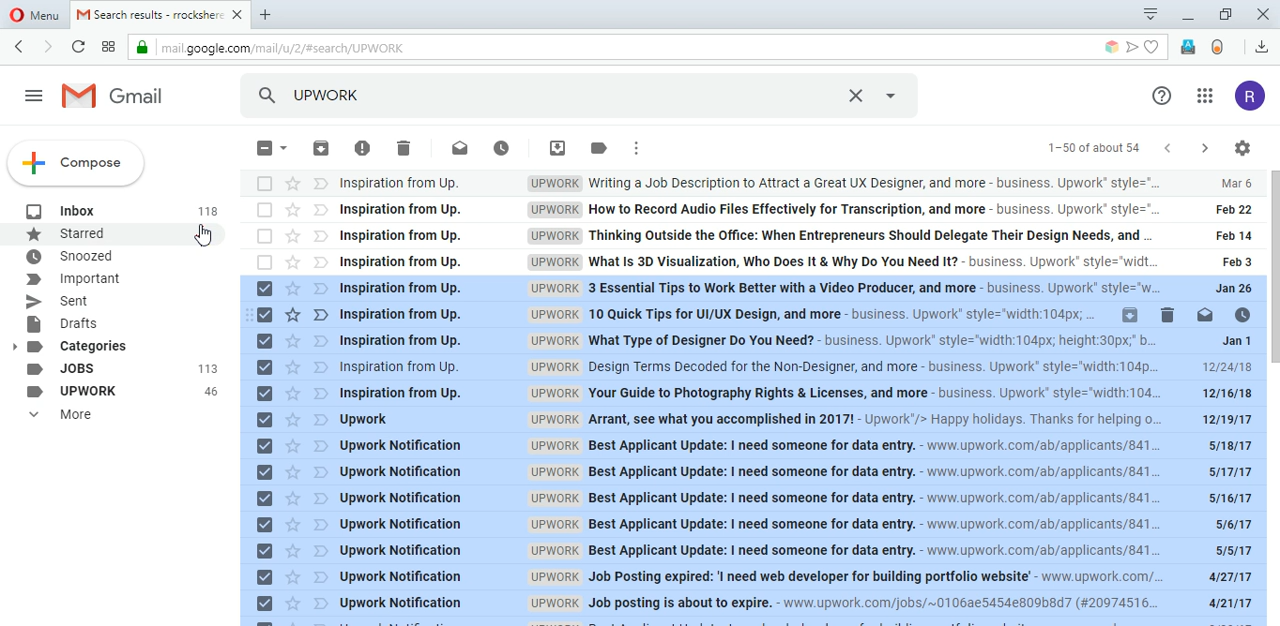 Menu
Search results - rrockshere
mail.google.com/mail/u/2/#search/UPWORK
Gmail
UPWORK
R
Compose
1–50 of about 54
Inbox 118
Starred
Snoozed
Important
Sent
Drafts
Categories
JOBS 113
UPWORK 46
More
Inspiration from Up. UPWORK Writing a Job Description to Attract a Great UX Designer, and more - business. Upwork" style="... Mar 6
Inspiration from Up. UPWORK How to Record Audio Files Effectively for Transcription, and more - business. Upwork" style="... Feb 22
Inspiration from Up. UPWORK Thinking Outside the Office: When Entrepreneurs Should Delegate Their Design Needs, and ... Feb 14
Inspiration from Up. UPWORK What Is 3D Visualization, Who Does It & Why Do You Need It? - business. Upwork" style="widt... Feb 3
Inspiration from Up. UPWORK 3 Essential Tips to Work Better with a Video Producer, and more - business. Upwork" style="w... Jan 26
Inspiration from Up. UPWORK 10 Quick Tips for UI/UX Design, and more - business. Upwork" style="width:104px; ...
Inspiration from Up. UPWORK What Type of Designer Do You Need? - business. Upwork" style="width:104px; height:30px;" b... Jan 1
Inspiration from Up. UPWORK Design Terms Decoded for the Non-Designer, and more - business. Upwork" style="width:104p... 12/24/18
Inspiration from Up. UPWORK Your Guide to Photography Rights & Licenses, and more - business. Upwork" style="width:104... 12/16/18
Upwork UPWORK Arrant, see what you accomplished in 2017! - Upwork"/> Happy holidays. Thanks for helping o... 12/19/17
Upwork Notification UPWORK Best Applicant Update: I need someone for data entry. - www.upwork.com/ab/applicants/841... 5/18/17
Upwork Notification UPWORK Best Applicant Update: I need someone for data entry. - www.upwork.com/ab/applicants/841... 5/17/17
Upwork Notification UPWORK Best Applicant Update: I need someone for data entry. - www.upwork.com/ab/applicants/841... 5/16/17
Upwork Notification UPWORK Best Applicant Update: I need someone for data entry. - www.upwork.com/ab/applicants/841... 5/6/17
Upwork Notification UPWORK Best Applicant Update: I need someone for data entry. - www.upwork.com/ab/applicants/841... 5/5/17
Upwork Notification UPWORK Job Posting expired: 'I need web developer for building portfolio website' - www.upwork.com/... 4/27/17
Upwork Notification UPWORK Job posting is about to expire. - www.upwork.com/jobs/~0106ae5454e809b8d7 (#20974516... 4/21/17